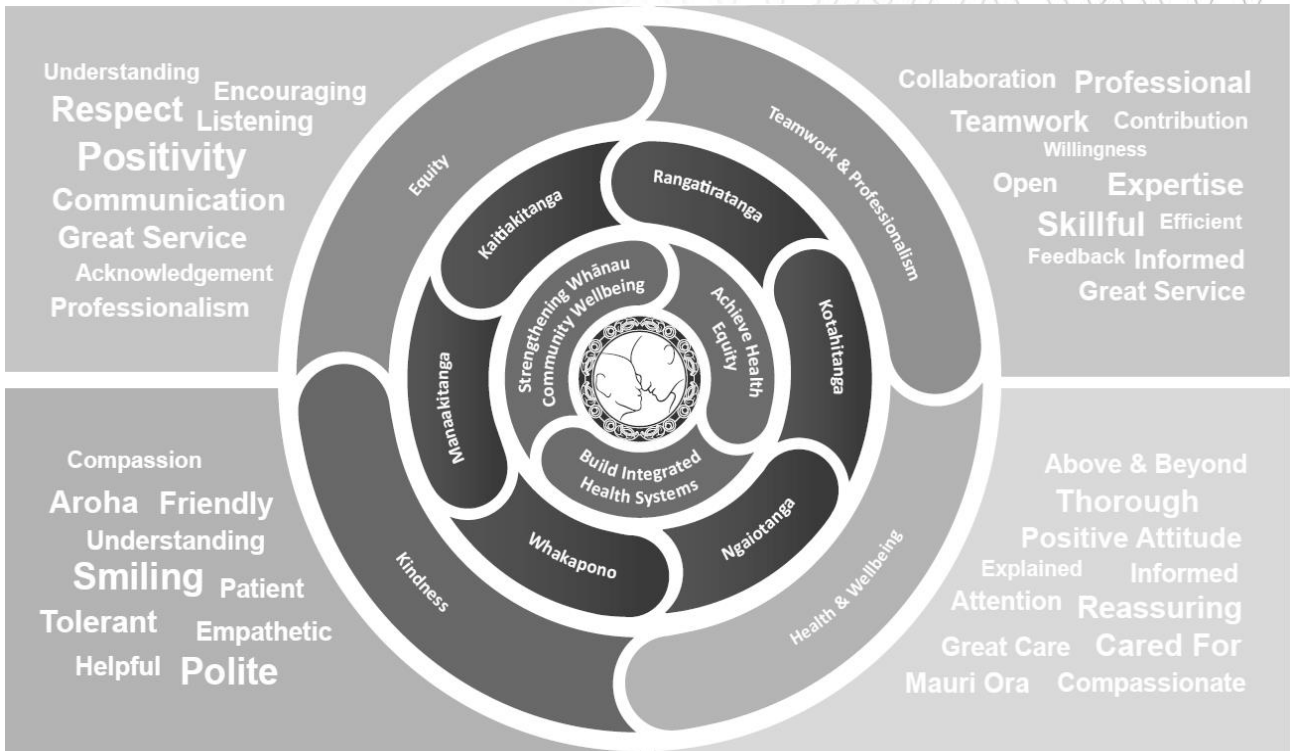 Understanding
Encouraging
Respect
Listening
Positivity
Communication
Great Service
Acknowledgement
Professionalism
Collaboration
Professional
Teamwork
Contribution
Willingness
Open
Expertise
Skillful
Efficient
Feedback
Informed
Great Service
Equity
Teamwork & Professionalism
Kaitiakitanga
Rangatiratanga
Manaakitanga
Kotahitanga
Whakapono
Ngaiotanga
Strengthening Whānau
Community Wellbeing
Achieve Health
Equity
Build Integrated
Health Systems
Kindness
Health & Wellbeing
Compassion
Aroha
Friendly
Understanding
Smiling
Patient
Tolerant
Empathetic
Helpful
Polite
Above & Beyond
Thorough
Positive Attitude
Explained
Informed
Attention
Reassuring
Great Care
Cared For
Mauri Ora
Compassionate